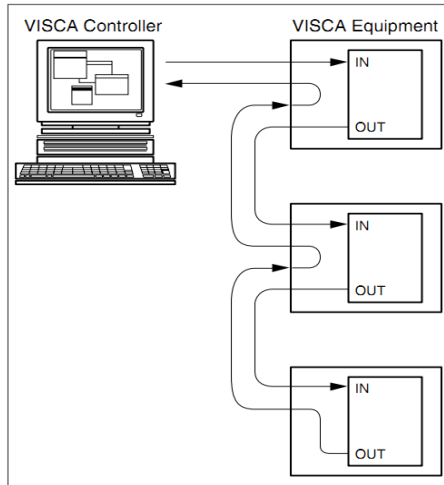 VISCA Controller
VISCA Equipment
IN
OUT
IN
OUT
IN
OUT